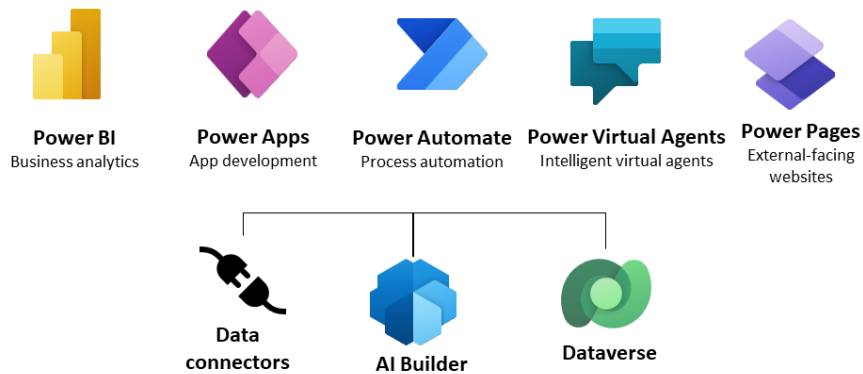 Power BI
Business analytics
Power Apps
App development
Power Automate
Process automation
Power Virtual Agents
Intelligent virtual agents
Power Pages
External-facing
websites
Data
connectors
AI Builder
Dataverse